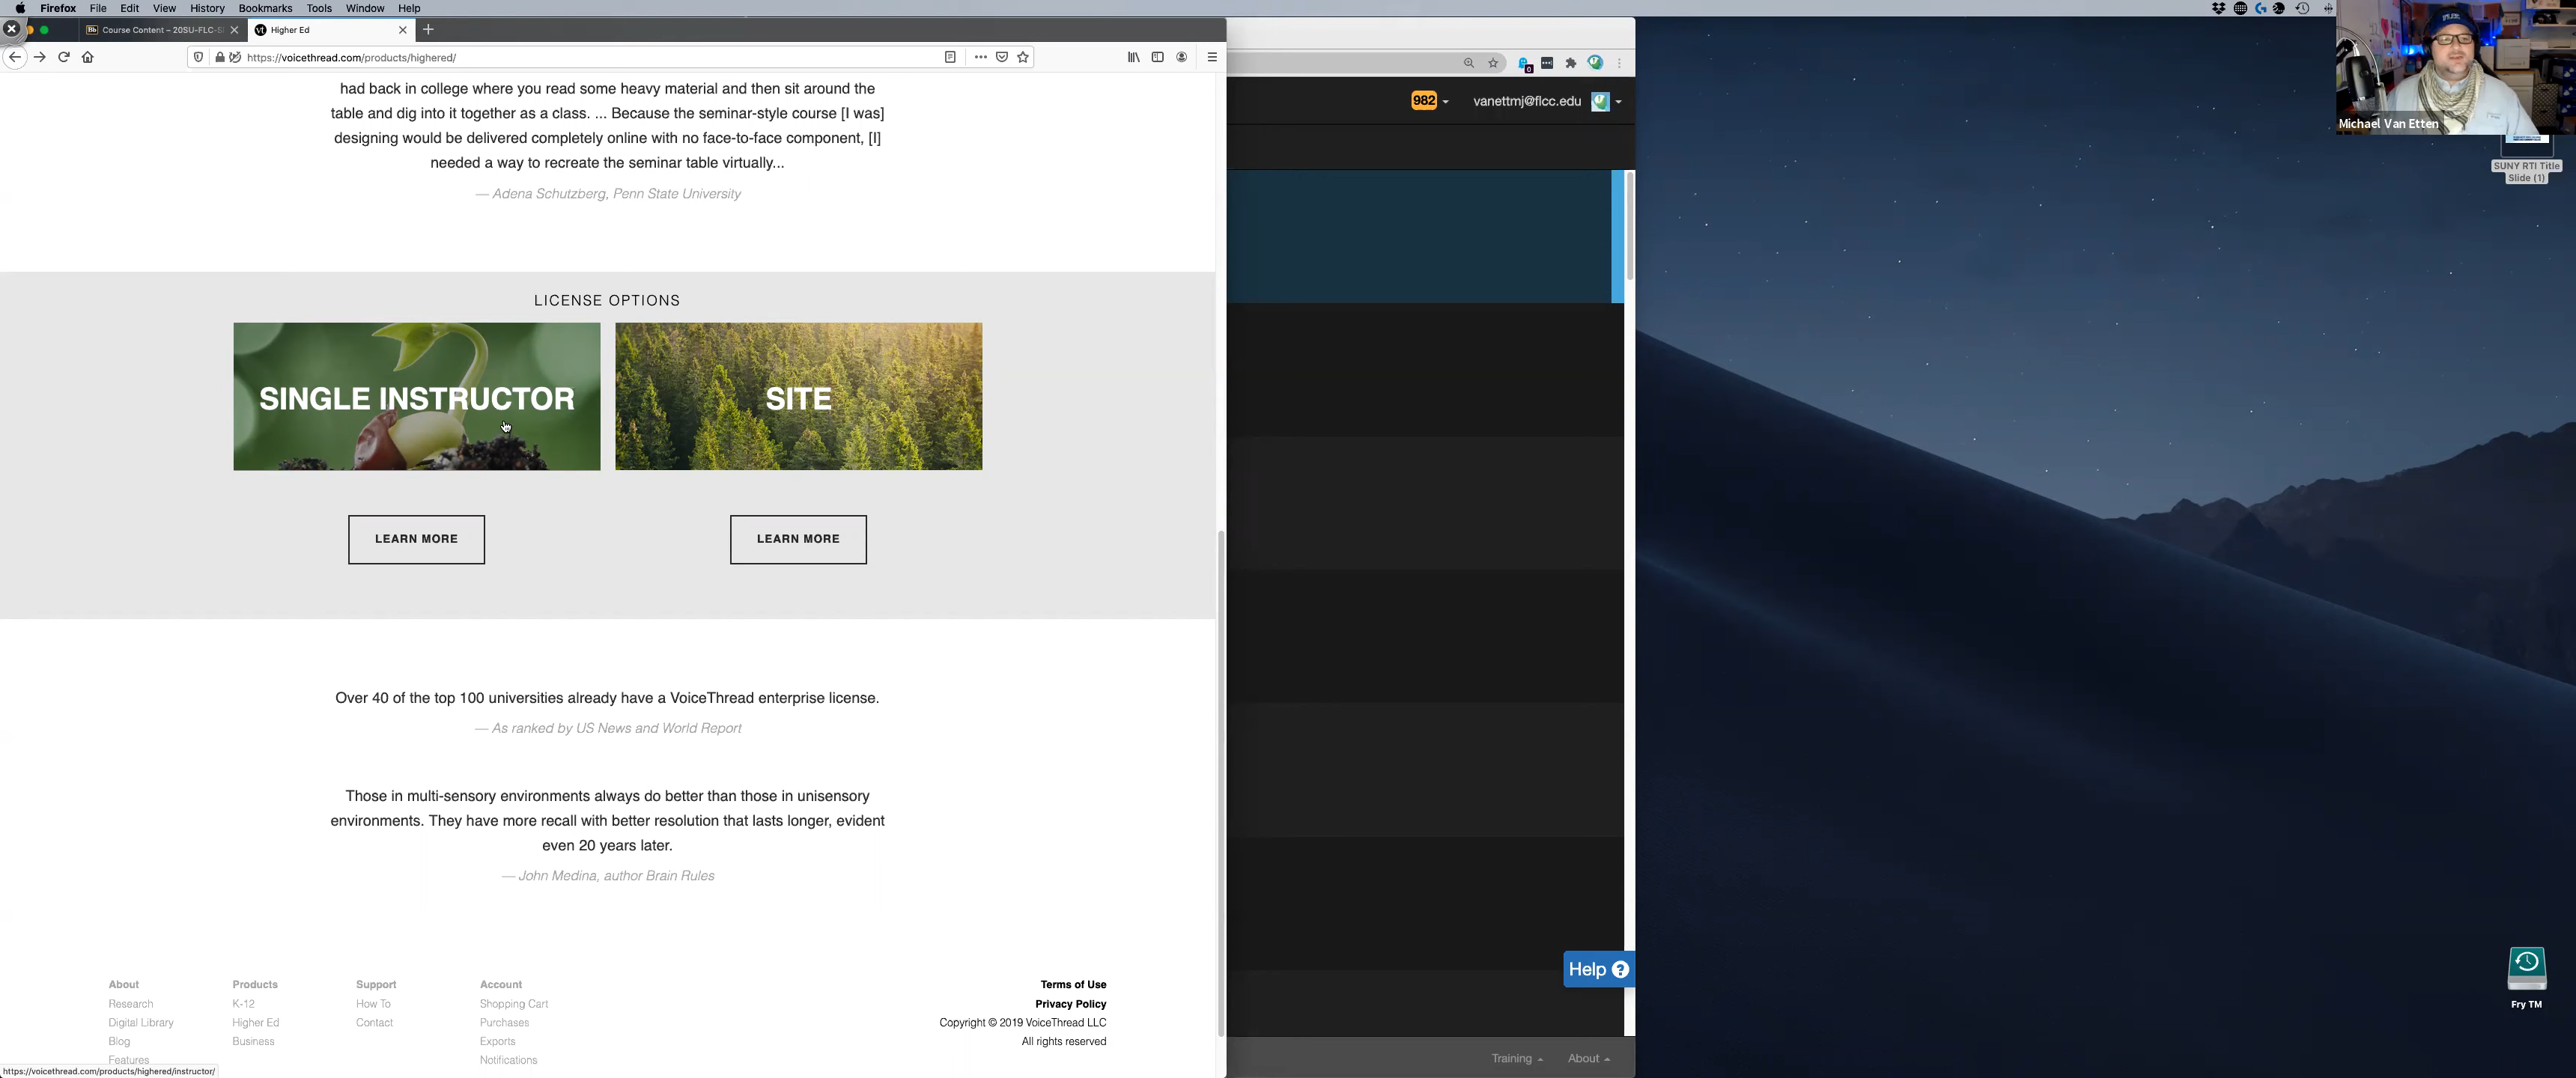 Firefox File Edit View History Bookmarks Tools Window Help
Bb Course Content – 20SU-FLC-S
vt Higher Ed
https://voicethread.com/products/highered/
had back in college where you read some heavy material and then sit around the
table and dig into it together as a class. ... Because the seminar-style course [I was]
designing would be delivered completely online with no face-to-face component, [I]
needed a way to recreate the seminar table virtually...
— Adena Schutzberg, Penn State University
LICENSE OPTIONS
SINGLE INSTRUCTOR
SITE
LEARN MORE
LEARN MORE
Over 40 of the top 100 universities already have a VoiceThread enterprise license.
— As ranked by US News and World Report
Those in multi-sensory environments always do better than those in unisensory
environments. They have more recall with better resolution that lasts longer, evident
even 20 years later.
— John Medina, author Brain Rules
About
Research
Digital Library
Blog
Features
Products
K-12
Higher Ed
Business
Support
How To
Contact
Account
Shopping Cart
Purchases
Exports
Notifications
Terms of Use
Privacy Policy
Copyright © 2019 VoiceThread LLC
All rights reserved
https://voicethread.com/products/highered/instructor/
0
982
vanettmj@flcc.edu
Help ?
Training
About
Michael Van Etten
SUNY RTI Title
Slide (1)
Fry TM